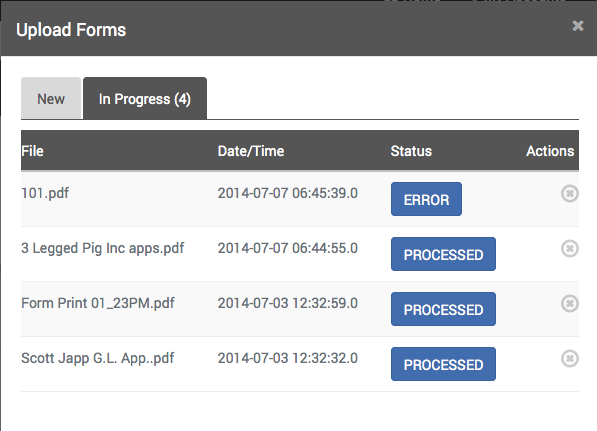 Upload Forms
New In Progress (4)
File Date/Time Status Actions
101.pdf 2014-07-07 06:45:39.0 ERROR
3 Legged Pig Inc apps.pdf 2014-07-07 06:44:55.0 PROCESSED
Form Print 01_23PM.pdf 2014-07-03 12:32:59.0 PROCESSED
Scott Japp G.L. App..pdf 2014-07-03 12:32:32.0 PROCESSED